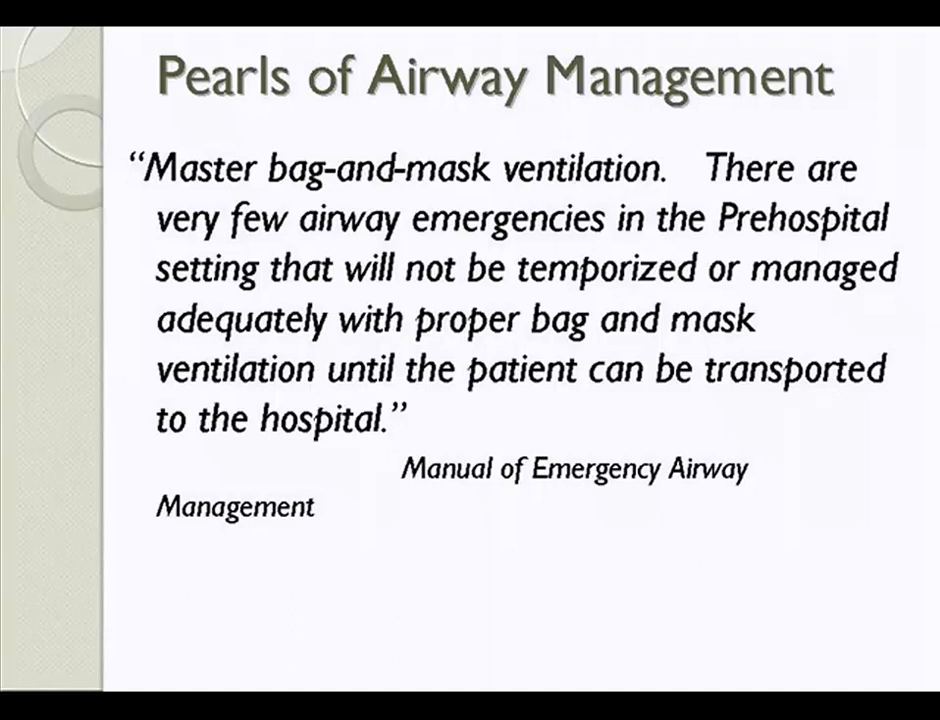 Pearls of Airway Management
“Master bag-and-mask ventilation. There are
very few airway emergencies in the Prehospital
setting that will not be temporized or managed
adequately with proper bag and mask
ventilation until the patient can be transported
to the hospital.”
Manual of Emergency Airway
Management